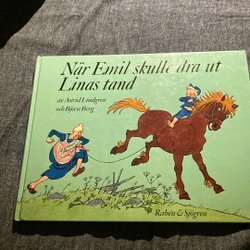 När Emil skulle dra ut
Linas tand
av Astrid Lindgren
och Björn Berg
Rabén & Sjögren